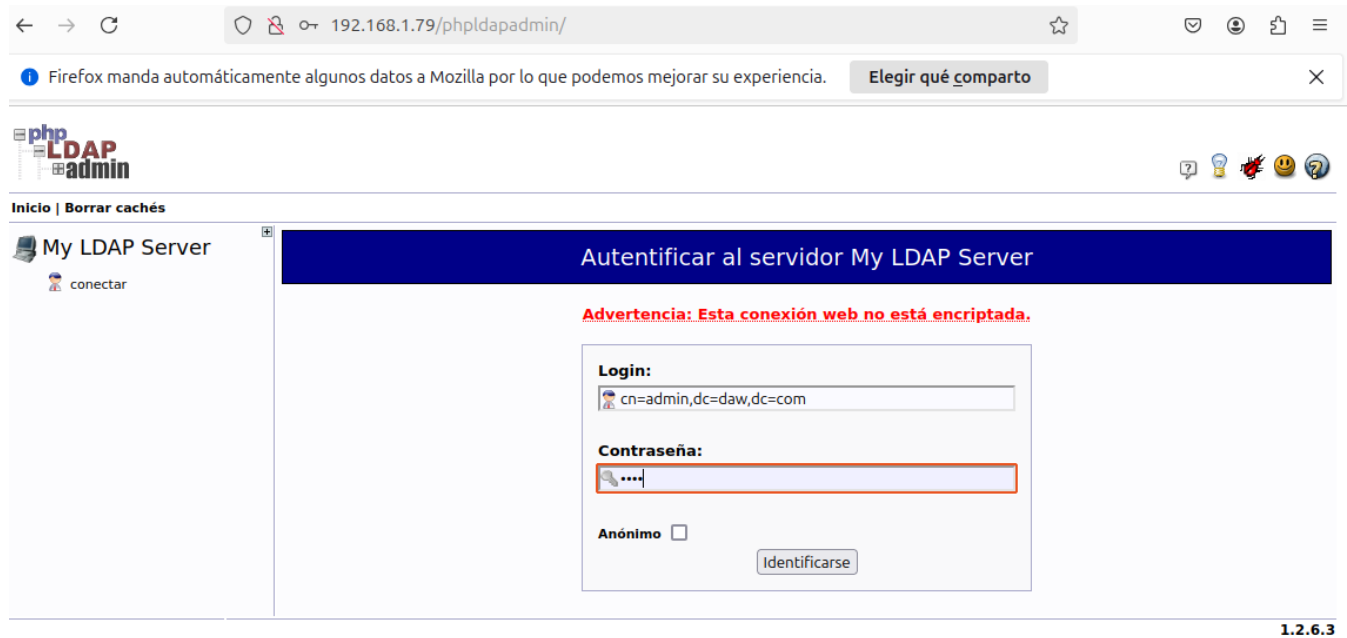 192.168.1.79/phpldapadmin/
Firefox manda automáticamente algunos datos a Mozilla por lo que podemos mejorar su experiencia. Elegir qué comparto
php
LDAP
admin
Inicio | Borrar cachés
My LDAP Server
conectar
Autentificar al servidor My LDAP Server
Advertencia: Esta conexión web no está encriptada.
Login:
cn=admin,dc=daw,dc=com
Contraseña:
••••
Anónimo
Identificarse
1.2.6.3